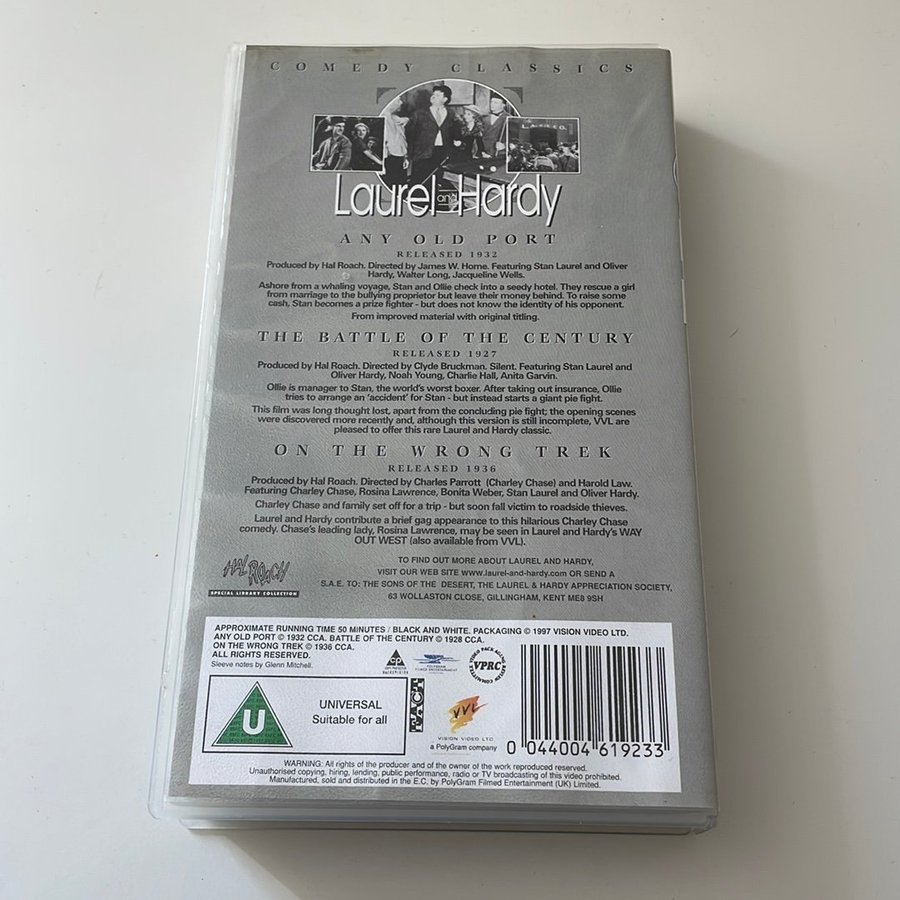 COMEDY CLASSICS
LAUREL
Laurel and Hardy
ANY OLD PORT
RELEASED 1932
Produced by Hal Roach. Directed by James W. Horne. Featuring Stan Laurel and Oliver
Hardy, Walter Long, Jacqueline Wells.
Ashore from a whaling voyage, Stan and Ollie check into a seedy hotel. They rescue a girl
from marriage to the bullying proprietor but leave their money behind. To raise some
cash, Stan becomes a prize fighter - but does not know the identity of his opponent.
From improved material with original titling.
THE BATTLE OF THE CENTURY
RELEASED 1927
Produced by Hal Roach. Directed by Clyde Bruckman. Silent. Featuring Stan Laurel and
Oliver Hardy, Noah Young, Charlie Hall, Anita Garvin.
Ollie is manager to Stan, the world's worst boxer. After taking out insurance, Ollie
tries to arrange an 'accident' for Stan - but instead starts a giant pie fight.
This film was long thought lost, apart from the concluding pie fight; the opening scenes
were discovered more recently and, although this version is still incomplete, VVL are
pleased to offer this rare Laurel and Hardy classic.
ON THE WRONG TREK
RELEASED 1936
Produced by Hal Roach. Directed by Charles Parrott (Charley Chase) and Harold Law.
Featuring Charley Chase, Rosina Lawrence, Bonita Weber, Stan Laurel and Oliver Hardy.
Charley Chase and family set off for a trip - but soon fall victim to roadside thieves.
Laurel and Hardy contribute a brief gag appearance to this hilarious Charley Chase
comedy. Chase's leading lady, Rosina Lawrence, may be seen in Laurel and Hardy's WAY
OUT WEST (also available from VVL).
HAL ROACH
SPECIAL LIBRARY COLLECTION
TO FIND OUT MORE ABOUT LAUREL AND HARDY,
VISIT OUR WEB SITE www.laurel-and-hardy.com OR SEND A
S.A.E. TO: THE SONS OF THE DESERT, THE LAUREL & HARDY APPRECIATION SOCIETY,
63 WOLLASTON CLOSE, GILLINGHAM, KENT ME8 9SH
APPROXIMATE RUNNING TIME 50 MINUTES / BLACK AND WHITE. PACKAGING © 1997 VISION VIDEO LTD.
ANY OLD PORT © 1932 CCA. BATTLE OF THE CENTURY © 1928 CCA.
ON THE WRONG TREK © 1936 CCA.
ALL RIGHTS RESERVED.
Sleeve notes by Glenn Mitchell.
U
UNIVERSAL
Suitable for all
FACT
POLYGRAM
FILMED ENTERTAINMENT
VIDEO PACKAGING REVIEW COMMITTEE
VPRC
VVL
VISION VIDEO LTD
a PolyGram company
0 044004 619233
WARNING: All rights of the producer and of the owner of the work reproduced reserved.
Unauthorised copying, hiring, lending, public performance, radio or TV broadcasting of this video prohibited.
Manufactured, sold and distributed in the E.C. by PolyGram Filmed Entertainment (UK) Limited.